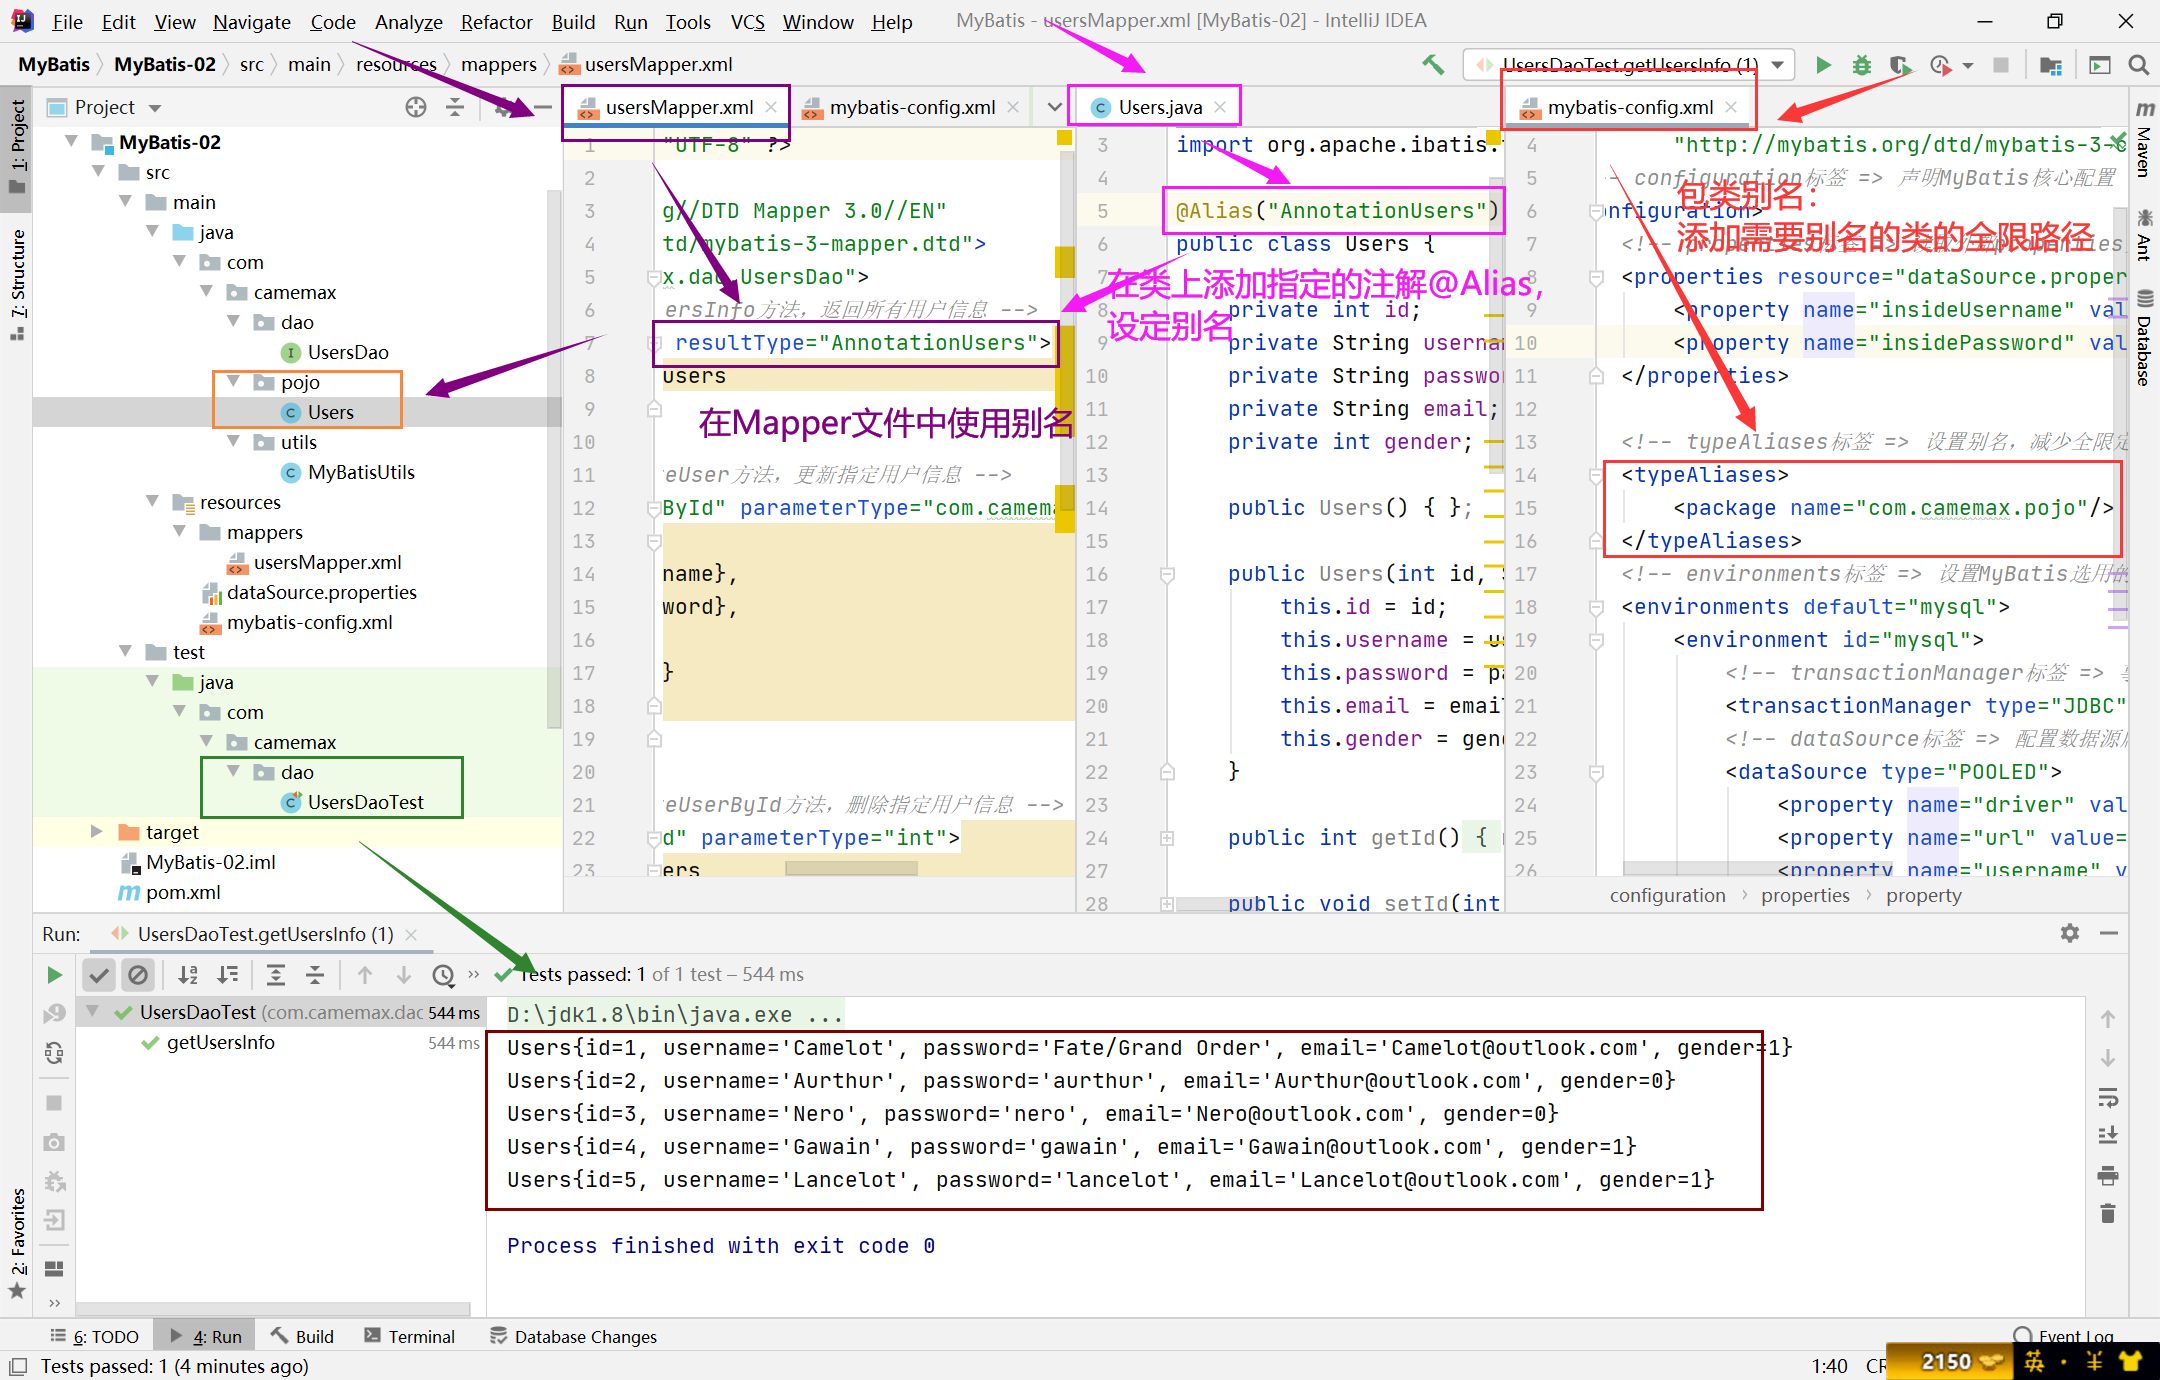 File Edit View Navigate Code Analyze Refactor Build Run Tools VCS Window Help
MyBatis - usersMapper.xml [MyBatis-02] - IntelliJ IDEA
MyBatis MyBatis-02 src main resources mappers usersMapper.xml
UsersDaoTest.getUsersInfo (1)
1: Project
7: Structure
2: Favorites
Project
MyBatis-02
src
main
java
com
camemax
dao
UsersDao
pojo
Users
utils
MyBatisUtils
resources
mappers
usersMapper.xml
dataSource.properties
mybatis-config.xml
test
java
com
camemax
dao
UsersDaoTest
target
MyBatis-02.iml
pom.xml
usersMapper.xml
mybatis-config.xml
1 "UTF-8" ?>
2
3 g//DTD Mapper 3.0//EN"
4 td/mybatis-3-mapper.dtd">
5 x.dao.UsersDao">
6 ersInfo方法，返回所有用户信息 -->
7 resultType="AnnotationUsers">
8 users
9
在Mapper文件中使用别名
10
11 eUser方法，更新指定用户信息 -->
12 ById" parameterType="com.camema
13
14 name},
15 word},
16
17 }
18
19
20
21 eUserById方法，删除指定用户信息 -->
22 d" parameterType="int">
23 ers
Users.java
3 import org.apache.ibatis.
4
5 @Alias("AnnotationUsers")
6 public class Users {
7
在类上添加指定的注解@Alias,
设定别名
8 private int id;
9 private String userna
10 private String passwo
11 private String email;
12 private int gender;
13
14 public Users() { };
15
16 public Users(int id,
17 this.id = id;
18 this.username = us
19 this.password = pa
20 this.email = emai
21 this.gender = gen
22 }
23
24 public int getId() {
27
28 public void setId(int
mybatis-config.xml
4 "http://mybatis.org/dtd/mybatis-3-
5 configuration标签 => 声明MyBatis核心配置
包类别名：
添加需要别名的类的全限路径
6 onfiguration>
7
8 <properties resource="dataSource.proper
9 <property name="insideUsername" val
10 <property name="insidePassword" val
11 </properties>
12
13 <!-- typeAliases标签 => 设置别名，减少全限定
14 <typeAliases>
15 <package name="com.camemax.pojo"/>
16 </typeAliases>
17 <!-- environments标签 => 设置MyBatis选用的
18 <environments default="mysql">
19 <environment id="mysql">
20 <!-- transactionManager标签 =>
21 <transactionManager type="JDBC"
22 <!-- dataSource标签 => 配置数据源
23 <dataSource type="POOLED">
24 <property name="driver" val
25 <property name="url" value=
26 <property name="username" v
configuration properties property
Maven
Ant
Database
Run: UsersDaoTest.getUsersInfo (1)
Tests passed: 1 of 1 test – 544 ms
UsersDaoTest (com.camemax.dao 544 ms
getUsersInfo 544 ms
D:\jdk1.8\bin\java.exe ...
Users{id=1, username='Camelot', password='Fate/Grand Order', email='Camelot@outlook.com', gender=1}
Users{id=2, username='Aurthur', password='aurthur', email='Aurthur@outlook.com', gender=0}
Users{id=3, username='Nero', password='nero', email='Nero@outlook.com', gender=0}
Users{id=4, username='Gawain', password='gawain', email='Gawain@outlook.com', gender=1}
Users{id=5, username='Lancelot', password='lancelot', email='Lancelot@outlook.com', gender=1}
Process finished with exit code 0
6: TODO 4: Run Build Terminal Database Changes Event Log
Tests passed: 1 (4 minutes ago) 1:40 CR
2150 英 · 羊